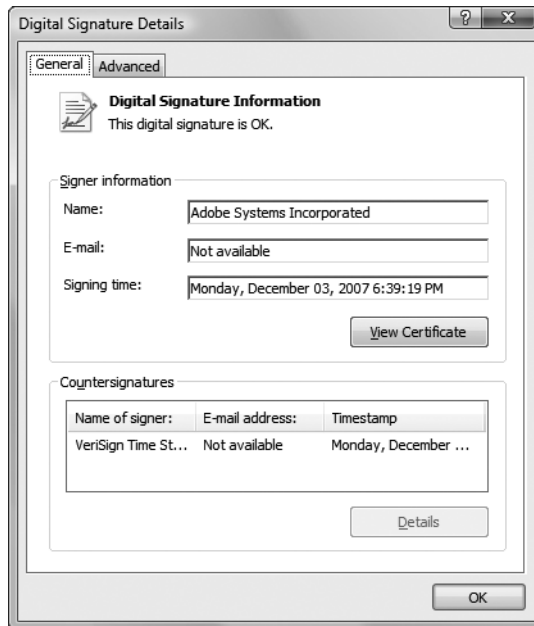 Digital Signature Details
General Advanced
Digital Signature Information
This digital signature is OK.
Signer information
Name: Adobe Systems Incorporated
E-mail: Not available
Signing time: Monday, December 03, 2007 6:39:19 PM
View Certificate
Countersignatures
Name of signer: E-mail address: Timestamp
VeriSign Time St... Not available Monday, December ...
Details
OK